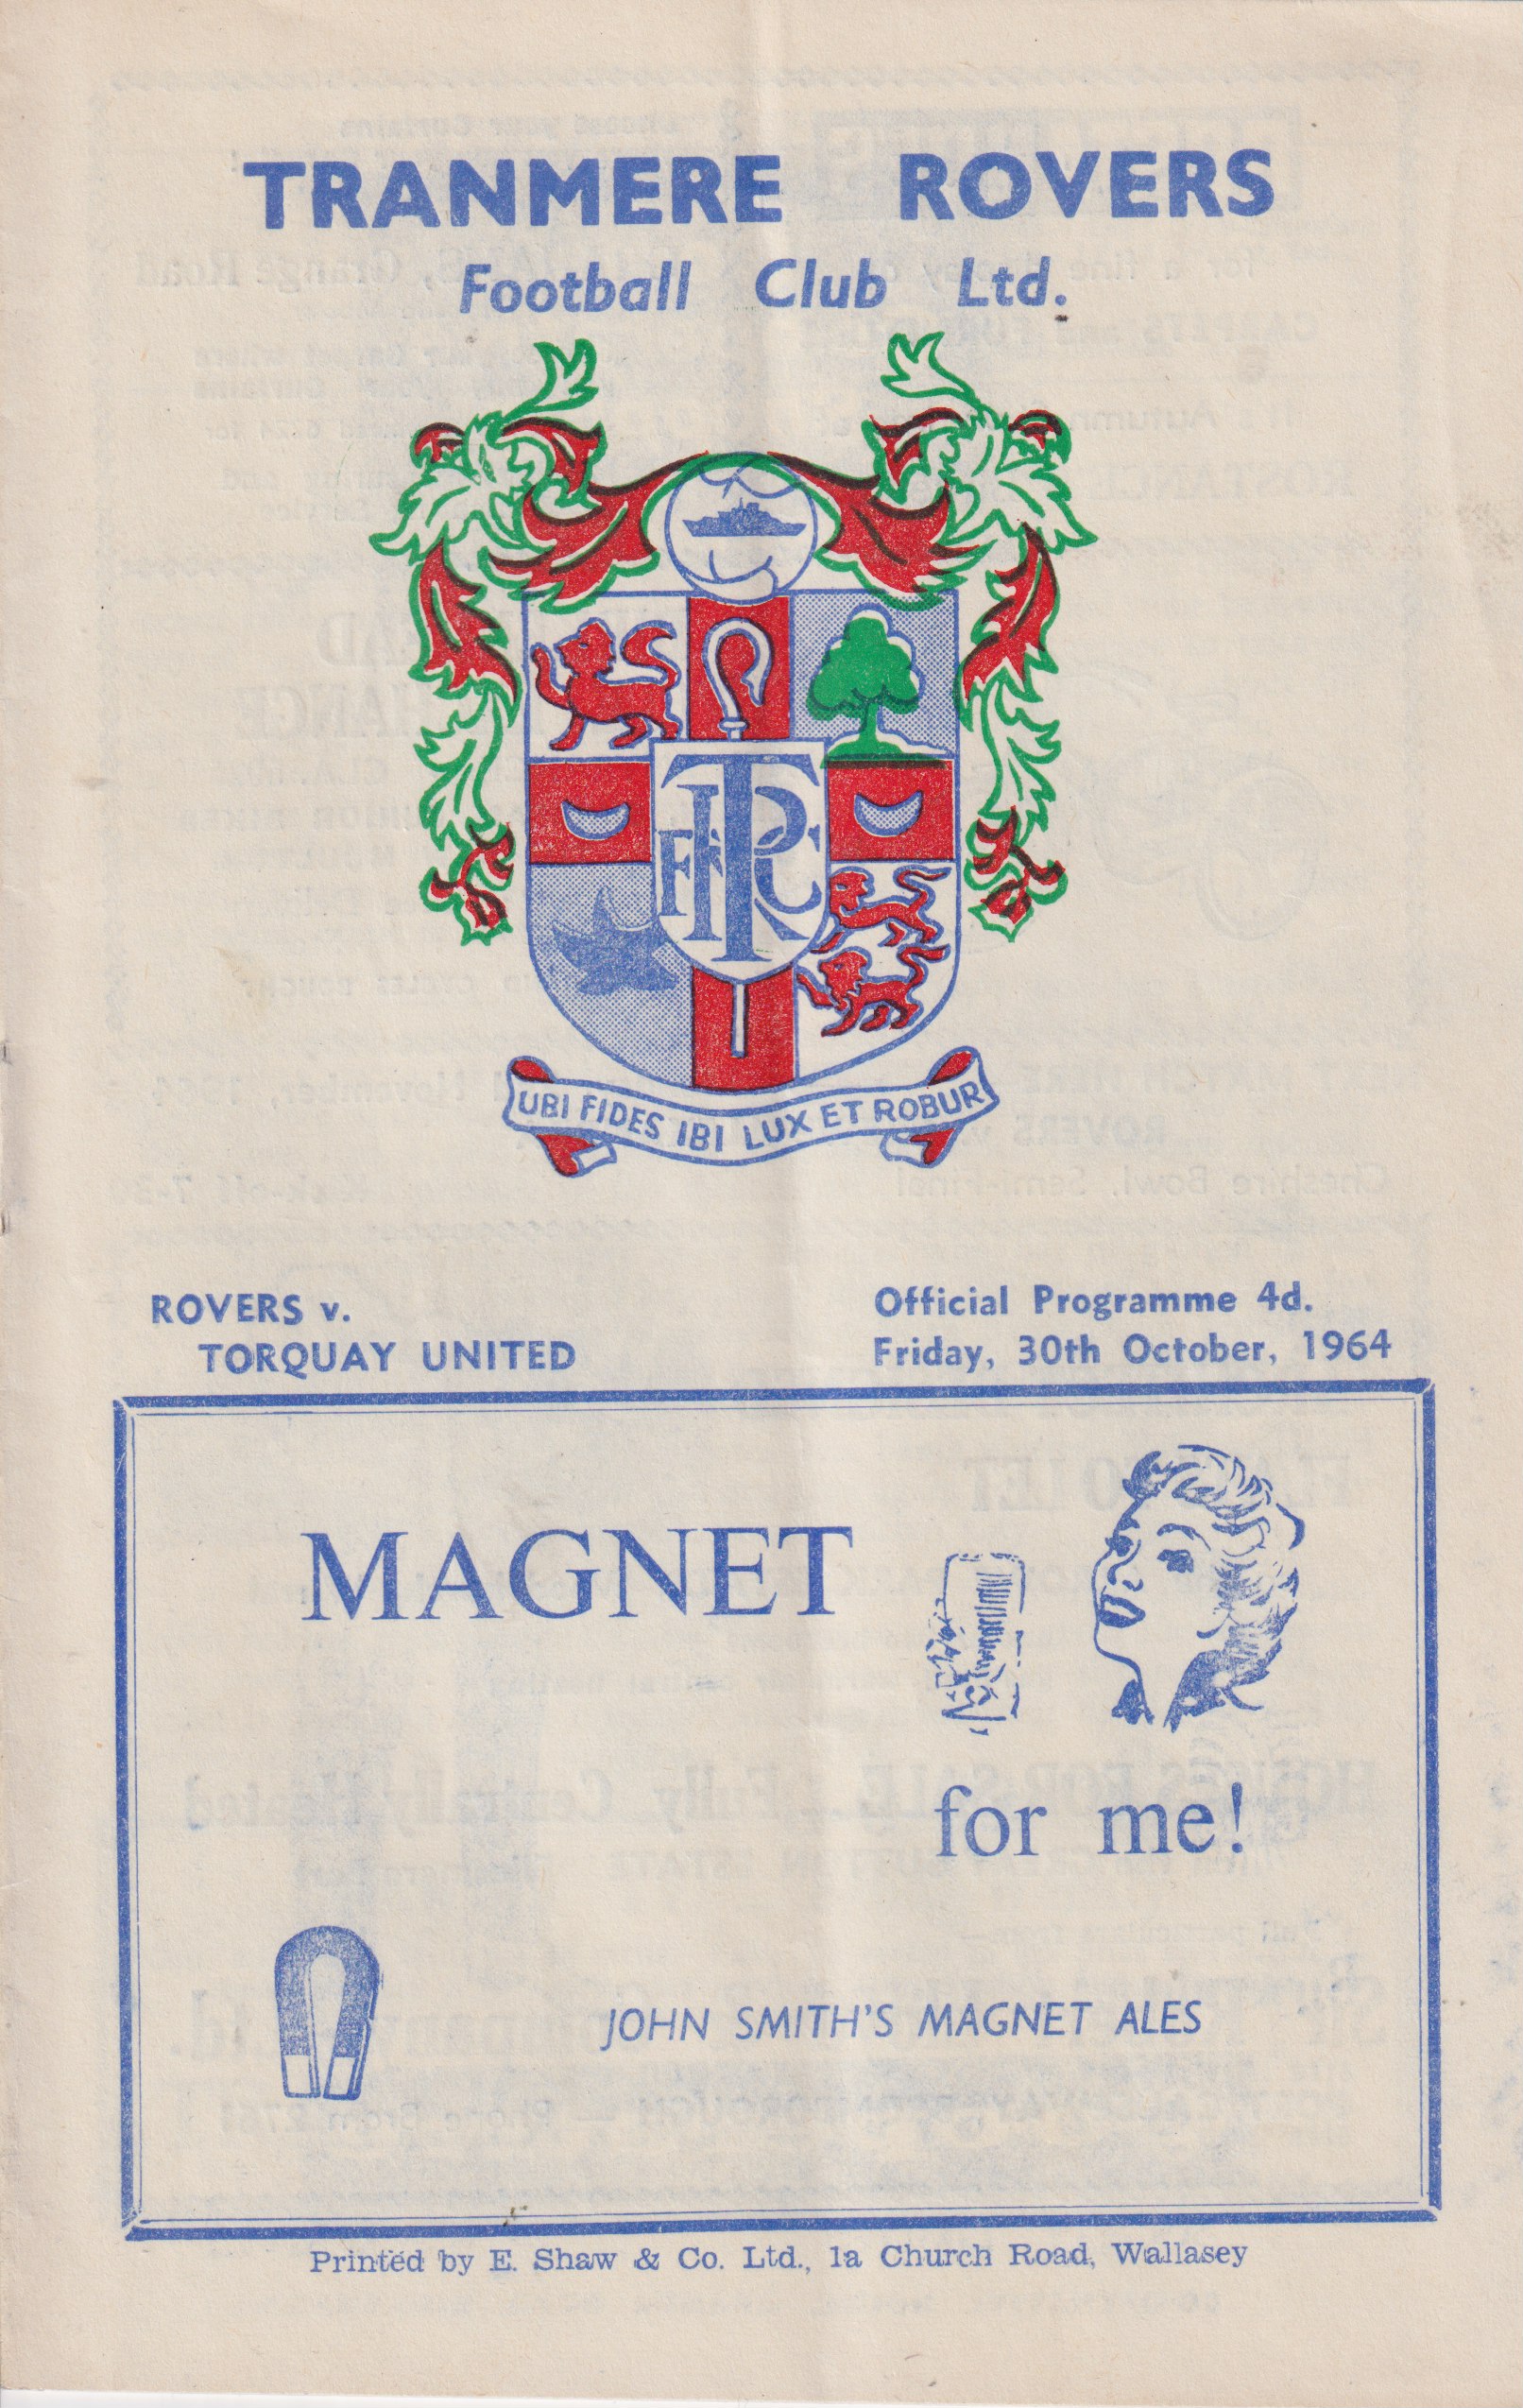 TRANMERE ROVERS
Football Club Ltd.
TRFC
UBI FIDES IBI LUX ET ROBUR
ROVERS v.
TORQUAY UNITED
Official Programme 4d.
Friday, 30th October, 1964
MAGNET
for me!
JOHN SMITH'S MAGNET ALES
Printed by E. Shaw & Co. Ltd., 1a Church Road, Wallasey